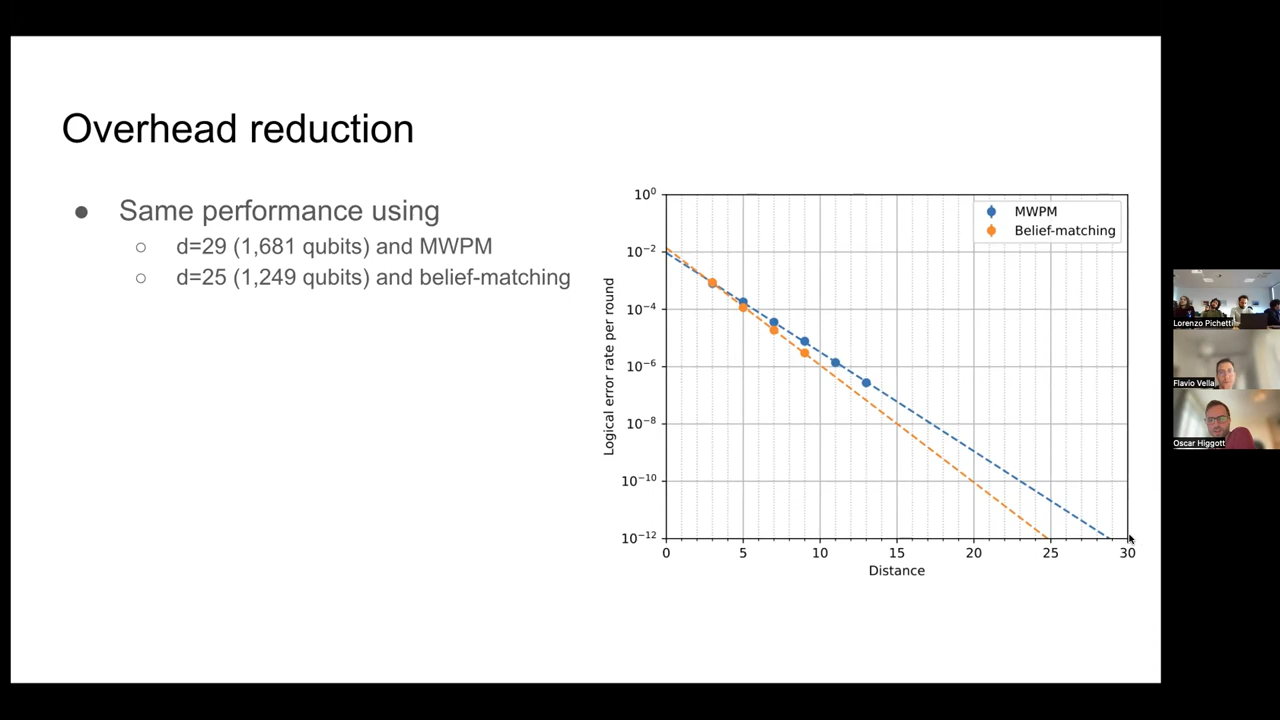 Overhead reduction
● Same performance using
○ d=29 (1,681 qubits) and MWPM
○ d=25 (1,249 qubits) and belief-matching
MWPM
Belief-matching
Logical error rate per round
10⁰
10⁻²
10⁻⁴
10⁻⁶
10⁻⁸
10⁻¹⁰
10⁻¹²
0 5 10 15 20 25 30
Distance
Lorenzo Pichetti
Flavio Vella
Oscar Higgott